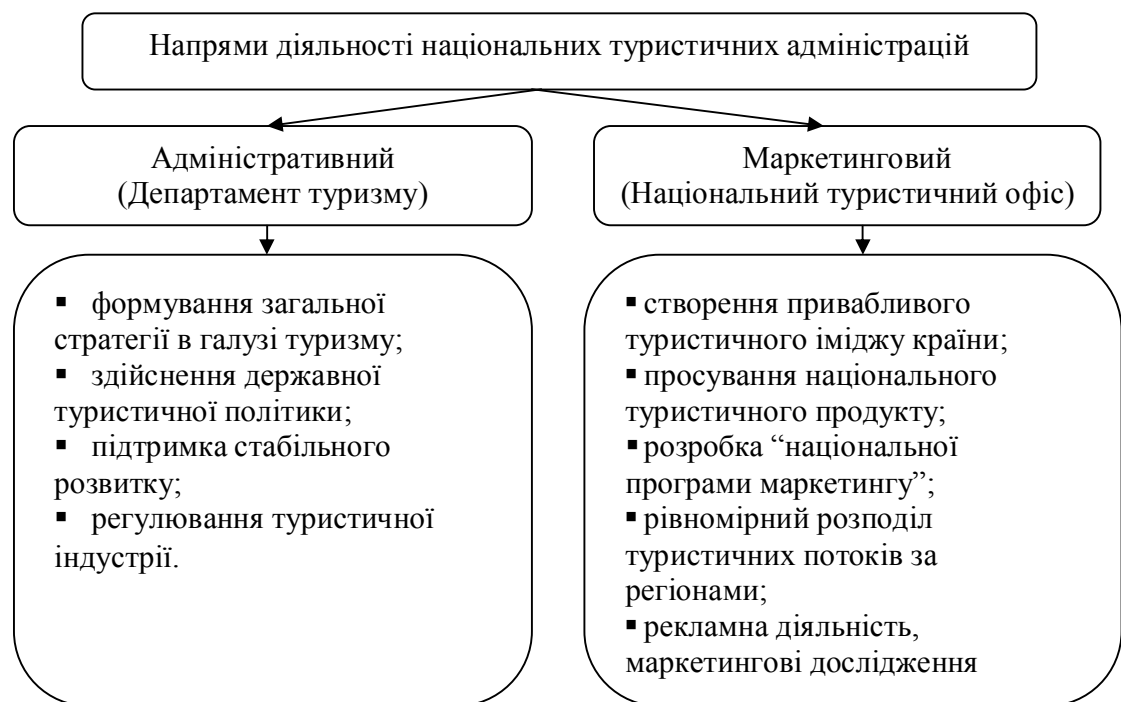 Напрями діяльності національних туристичних адміністрацій
Адміністративний
(Департамент туризму)
Маркетинговий
(Національний туристичний офіс)
▪ формування загальної
стратегії в галузі туризму;
▪ здійснення державної
туристичної політики;
▪ підтримка стабільного
розвитку;
▪ регулювання туристичної
індустрії.
▪ створення привабливого
туристичного іміджу країни;
▪ просування національного
туристичного продукту;
▪ розробка “національної
програми маркетингу”;
▪ рівномірний розподіл
туристичних потоків за
регіонами;
▪ рекламна діяльність,
маркетингові дослідження